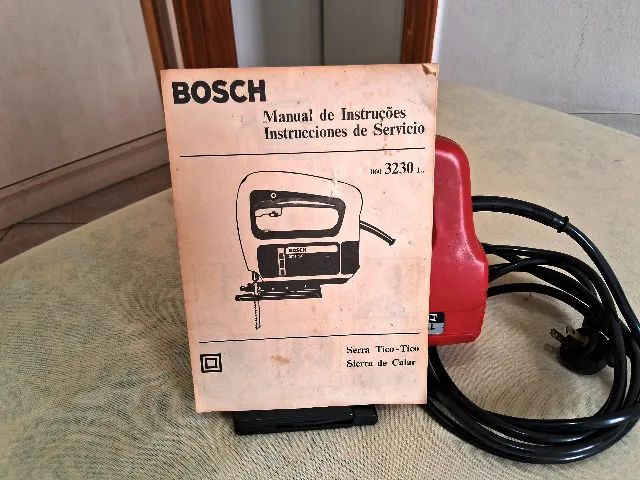 BOSCH
Manual de Instruções
Instrucciones de Servicio
3230
BOSCH
Serra Tico-Tico
Sierra de Calar